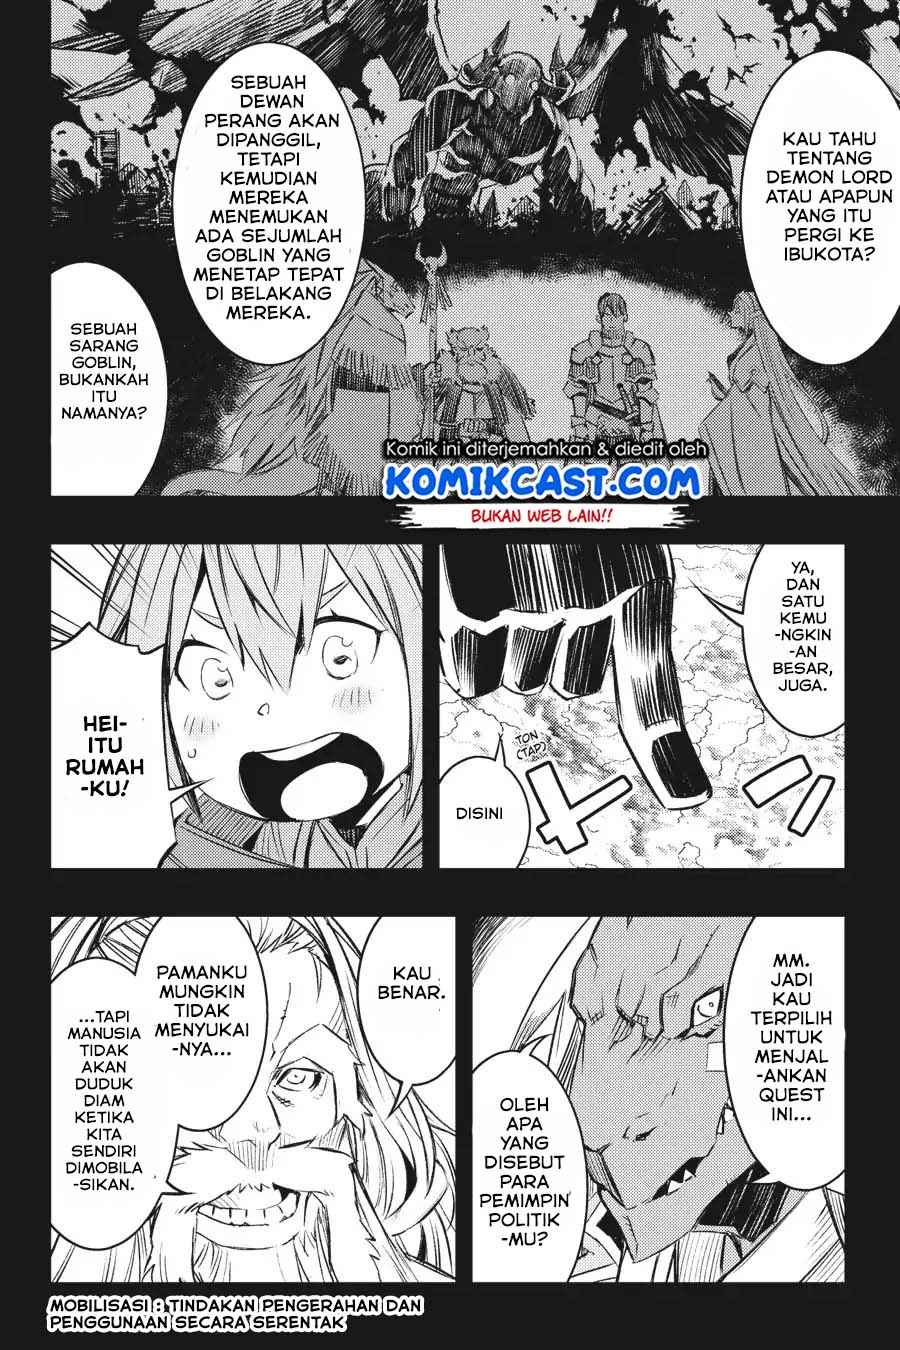 KAU TAHU
TENTANG
DEMON LORD
ATAU APAPUN
YANG ITU
PERGI KE
IBUKOTA?
SEBUAH
DEWAN
PERANG AKAN
DIPANGGIL,
TETAPI
KEMUDIAN
MEREKA
MENEMUKAN
ADA SEJUMLAH
GOBLIN YANG
MENETAP TEPAT
DI BELAKANG
MEREKA.
SEBUAH
SARANG
GOBLIN,
BUKANKAH
ITU
NAMANYA?
Komik ini diterjemahkan & diedit oleh
KOMIKCAST.COM
BUKAN WEB LAIN!!
YA,
DAN
SATU
KEMU
-NGKIN
-AN
BESAR,
JUGA.
TON
(TAP)
DISINI
HEI-
ITU
RUMAH
-KU!
MM.
JADI
KAU
TERPILIH
UNTUK
MENJAL
-ANKAN
QUEST
INI...
OLEH
APA
YANG
DISEBUT
PARA
PEMIMPIN
POLITIK
-MU?
KAU
BENAR.
PAMANKU
MUNGKIN
TIDAK
MENYUKAI
-NYA...
...TAPI
MANUSIA
TIDAK
AKAN
DUDUK
DIAM
KETIKA
KITA
SENDIRI
DIMOBILA
-SIKAN.
MOBILISASI : TINDAKAN PENGERAHAN DAN
PENGGUNAAN SECARA SERENTAK